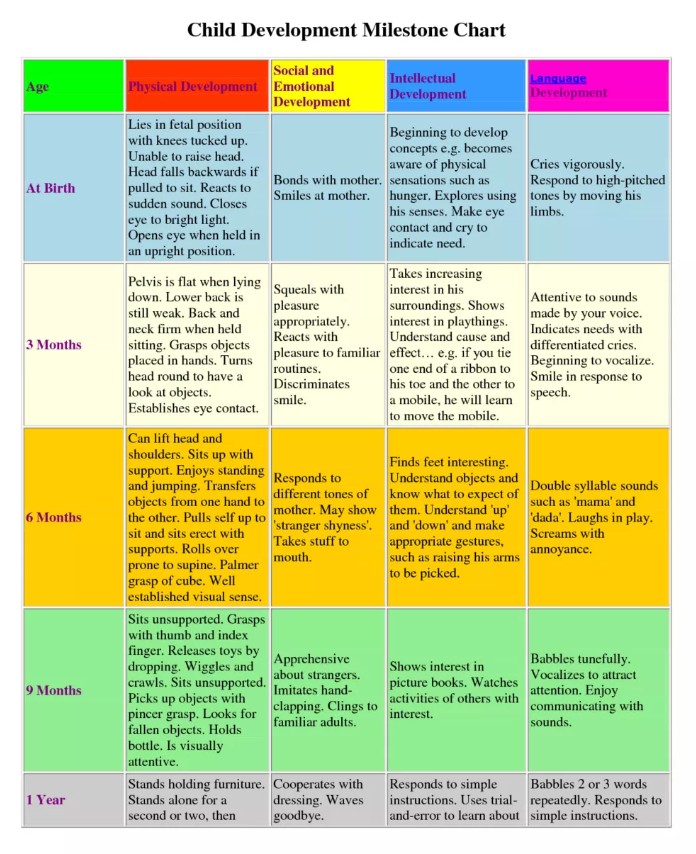 Child Development Milestone Chart
Age
Physical Development
Social and
Emotional
Development
Intellectual
Development
Language
Development
At Birth
Lies in fetal position
with knees tucked up.
Unable to raise head.
Head falls backwards if
pulled to sit. Reacts to
sudden sound. Closes
eye to bright light.
Opens eye when held in
an upright position.
Bonds with mother.
Smiles at mother.
Beginning to develop
concepts e.g. becomes
aware of physical
sensations such as
hunger. Explores using
his senses. Make eye
contact and cry to
indicate need.
Cries vigorously.
Respond to high-pitched
tones by moving his
limbs.
3 Months
Pelvis is flat when lying
down. Lower back is
still weak. Back and
neck firm when held
sitting. Grasps objects
placed in hands. Turns
head round to have a
look at objects.
Establishes eye contact.
Squeals with
pleasure
appropriately.
Reacts with
pleasure to familiar
routines.
Discriminates
smile.
Takes increasing
interest in his
surroundings. Shows
interest in playthings.
Understand cause and
effect… e.g. if you tie
one end of a ribbon to
his toe and the other to
a mobile, he will learn
to move the mobile.
Attentive to sounds
made by your voice.
Indicates needs with
differentiated cries.
Beginning to vocalize.
Smile in response to
speech.
6 Months
Can lift head and
shoulders. Sits up with
support. Enjoys standing
and jumping. Transfers
objects from one hand to
the other. Pulls self up to
sit and sits erect with
supports. Rolls over
prone to supine. Palmer
grasp of cube. Well
established visual sense.
Responds to
different tones of
mother. May show
'stranger shyness'.
Takes stuff to
mouth.
Finds feet interesting.
Understand objects and
know what to expect of
them. Understand 'up'
and 'down' and make
appropriate gestures,
such as raising his arms
to be picked.
Double syllable sounds
such as 'mama' and
'dada'. Laughs in play.
Screams with
annoyance.
9 Months
Sits unsupported. Grasps
with thumb and index
finger. Releases toys by
dropping. Wiggles and
crawls. Sits unsupported.
Picks up objects with
pincer grasp. Looks for
fallen objects. Holds
bottle. Is visually
attentive.
Apprehensive
about strangers.
Imitates hand-
clapping. Clings to
familiar adults.
Shows interest in
picture books. Watches
activities of others with
interest.
Babbles tunefully.
Vocalizes to attract
attention. Enjoy
communicating with
sounds.
1 Year
Stands holding furniture.
Stands alone for a
second or two, then
Cooperates with
dressing. Waves
goodbye.
Responds to simple
instructions. Uses trial-
and-error to learn about
Babbles 2 or 3 words
repeatedly. Responds to
simple instructions.